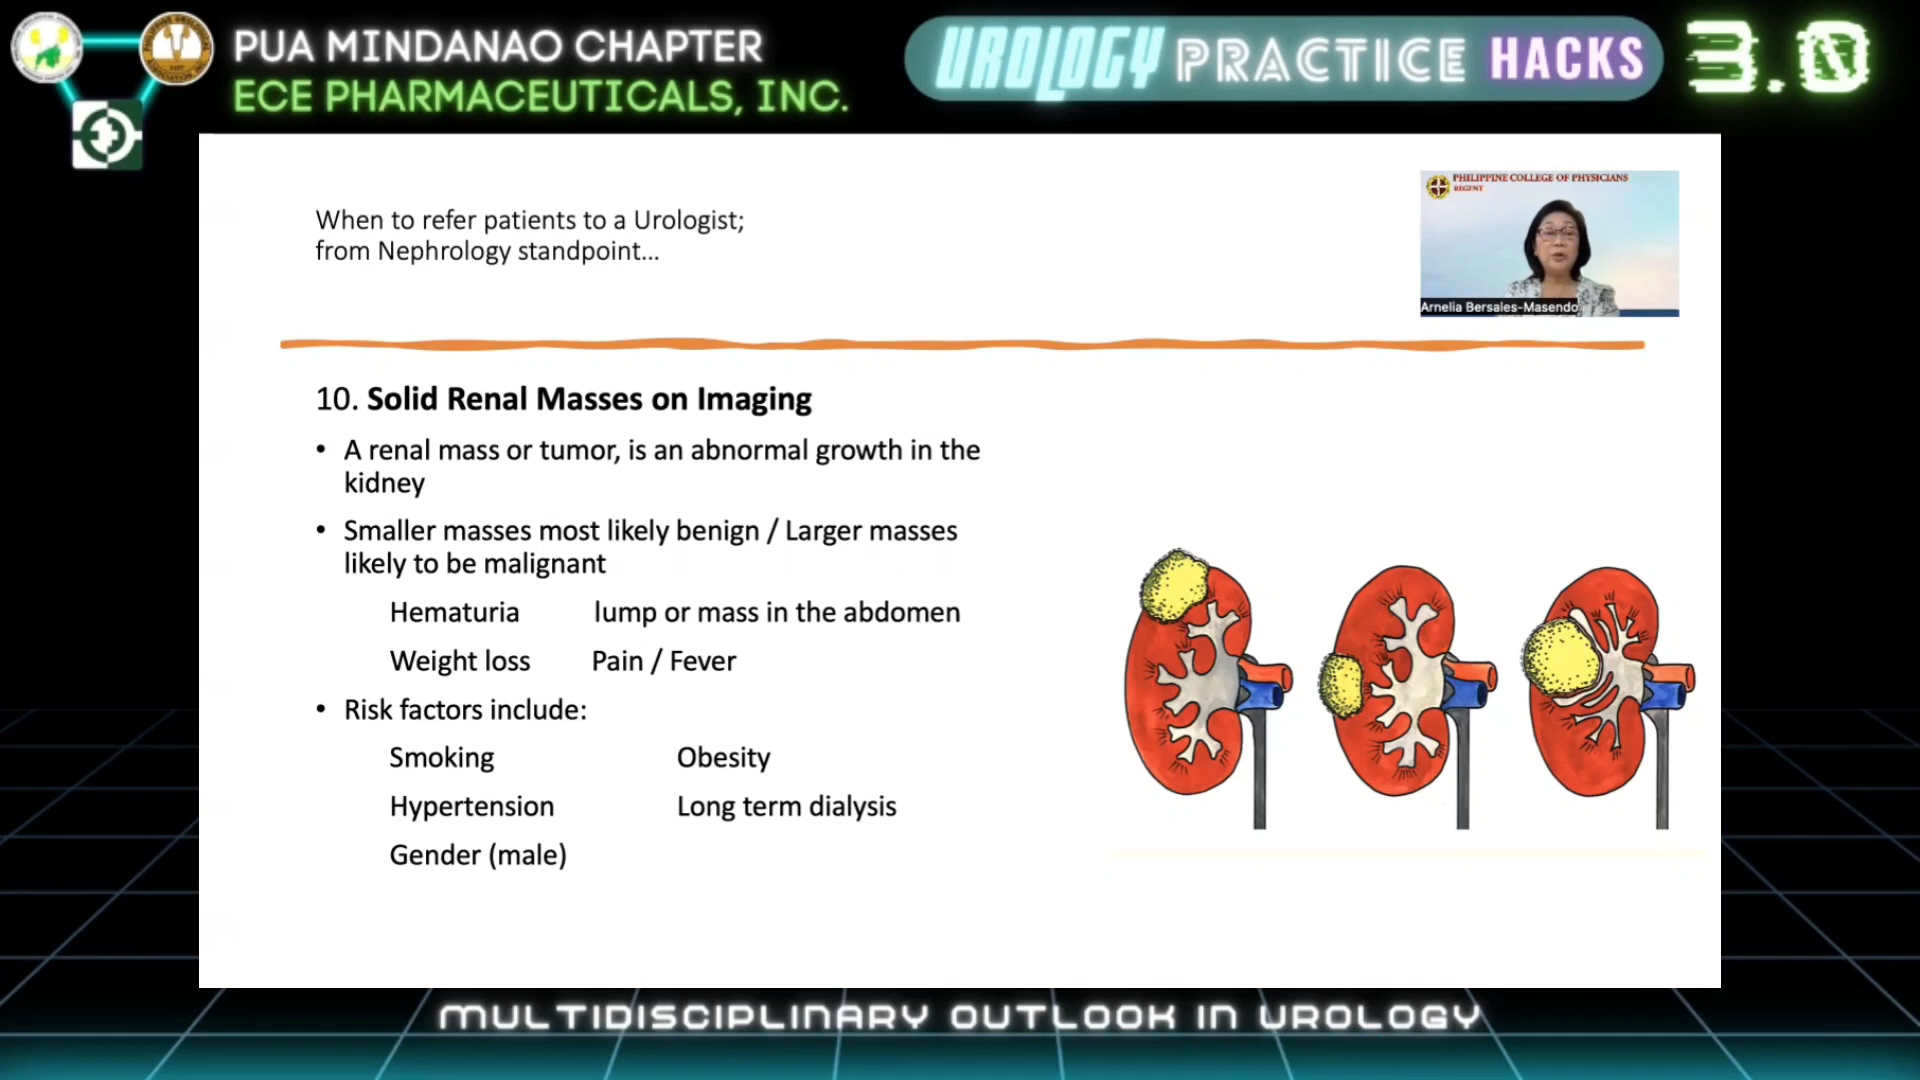 PUA MINDANAO CHAPTER
ECE PHARMACEUTICALS, INC.
UROLOGY PRACTICE HACKS 3.0
When to refer patients to a Urologist;
from Nephrology standpoint...
PHILIPPINE COLLEGE OF PHYSICIANS
REGENT
Arnelia Bersales-Masendo
10. Solid Renal Masses on Imaging
• A renal mass or tumor, is an abnormal growth in the
kidney
• Smaller masses most likely benign / Larger masses
likely to be malignant
Hematuria lump or mass in the abdomen
Weight loss Pain / Fever
• Risk factors include:
Smoking Obesity
Hypertension Long term dialysis
Gender (male)
MULTIDISCIPLINARY OUTLOOK IN UROLOGY